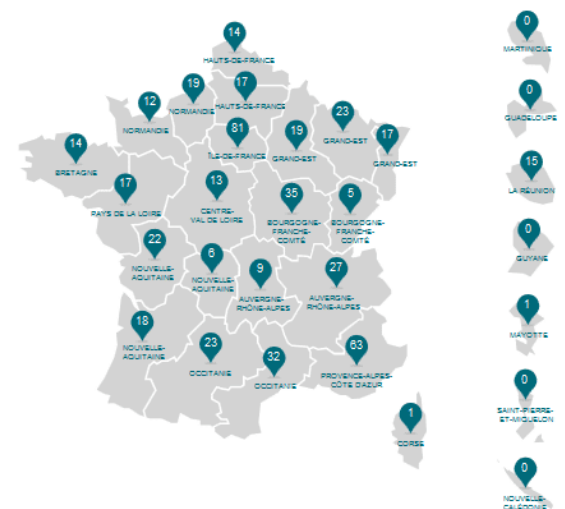 14
HAUTS-DE-FRANCE
0
MARTINIQUE
19
NORMANDIE
17
HAUTS-DE-FRANCE
12
NORMANDIE
23
GRAND-EST
0
GUADELOUPE
81
ÎLE-DE-FRANCE
19
GRAND-EST
17
GRAND-EST
14
BRETAGNE
15
LA RÉUNION
17
PAYS DE LA LOIRE
13
CENTRE-
VAL DE LOIRE
35
BOURGOGNE-
FRANCHE-
COMTÉ
5
BOURGOGNE-
FRANCHE-
COMTÉ
0
GUYANE
22
NOUVELLE-
AQUITAINE
6
NOUVELLE-
AQUITAINE
9
AUVERGNE-
RHÔNE-ALPES
27
AUVERGNE-
RHÔNE-ALPES
1
MAYOTTE
18
NOUVELLE-
AQUITAINE
23
OCCITANIE
32
OCCITANIE
63
PROVENCE-ALPES-
CÔTE D'AZUR
0
SAINT-PIERRE-
ET-MIQUELON
1
CORSE
0
NOUVELLE-
CALÉDONIE